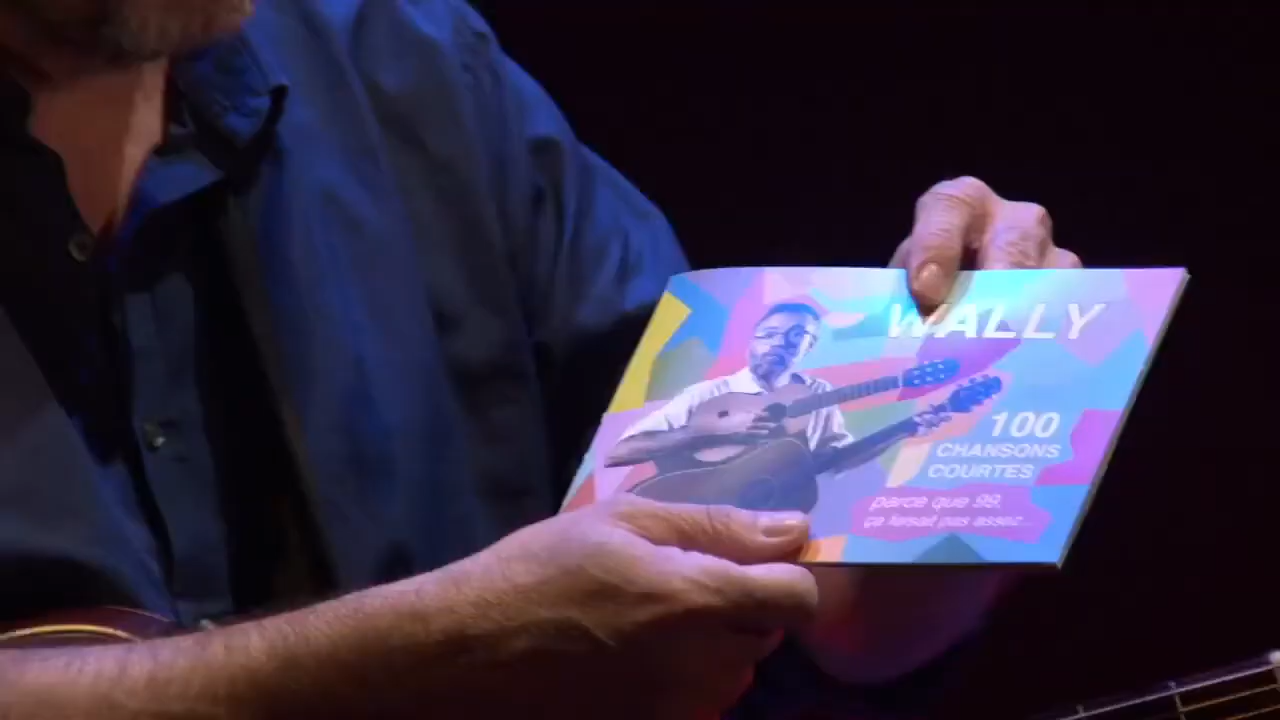 WALLY
100
CHANSONS
COURTES
parce que 99,
ça faisait pas assez...